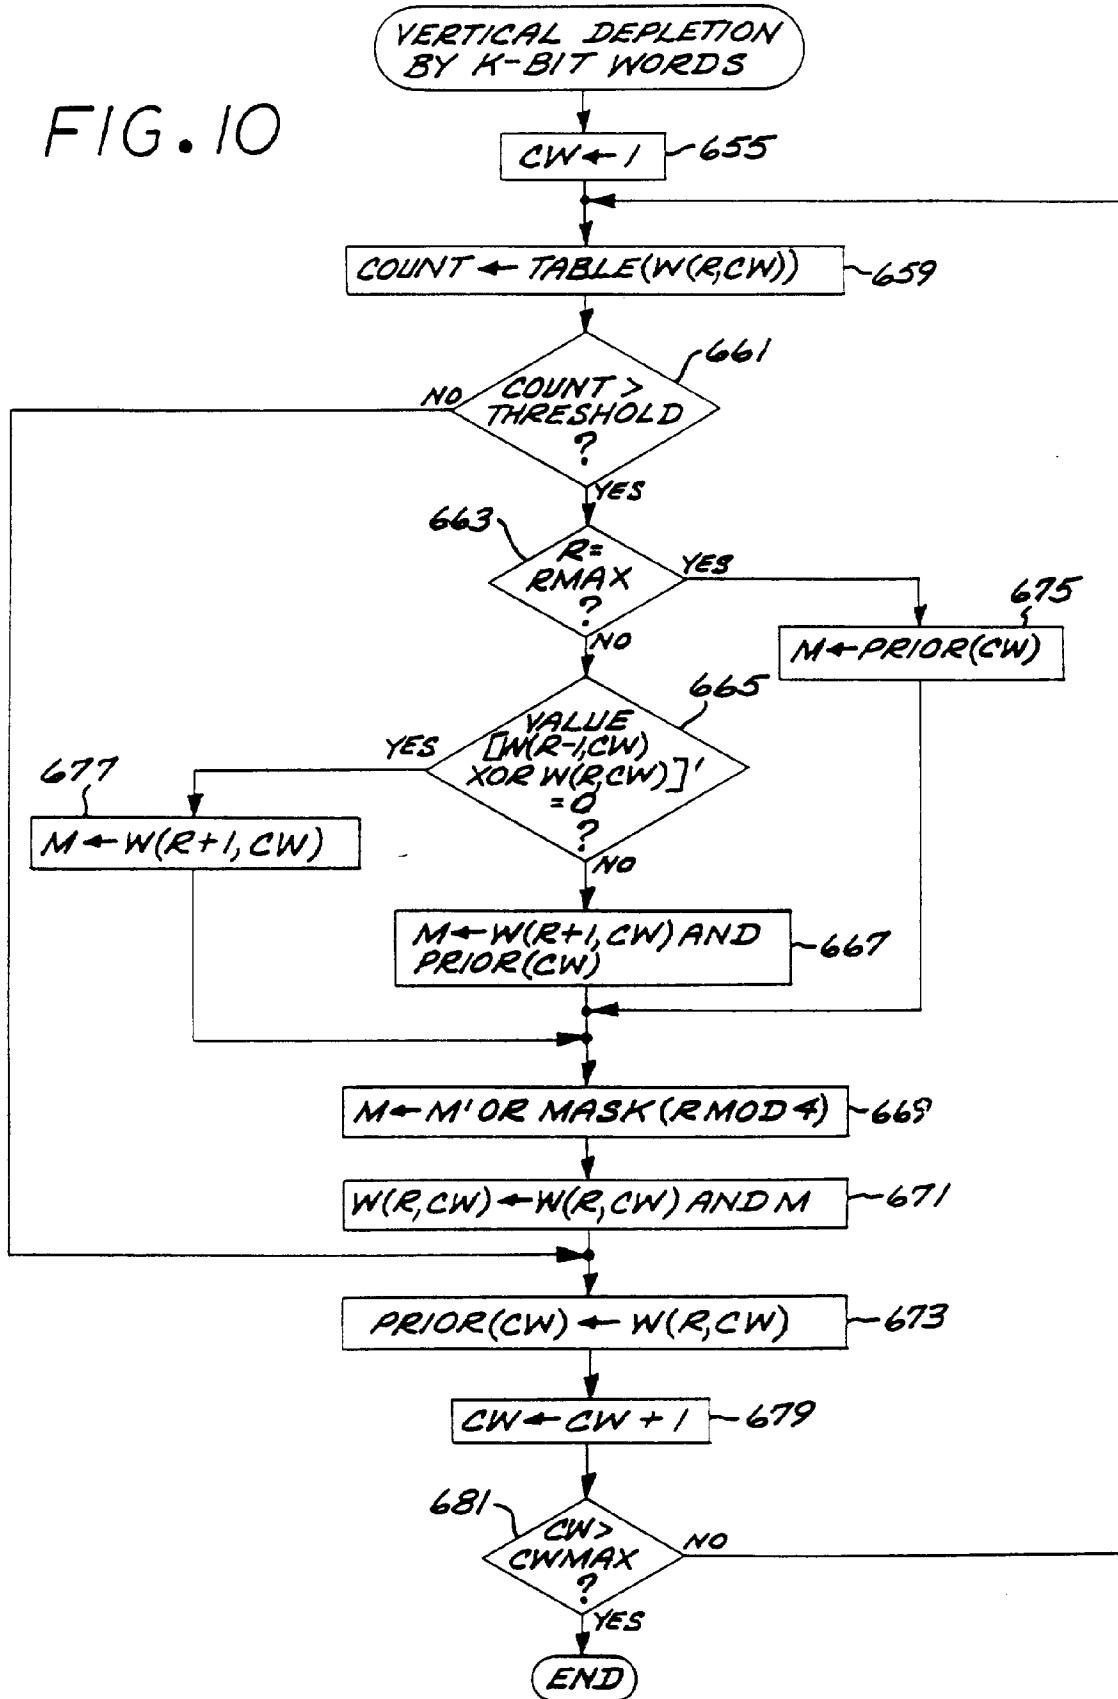 VERTICAL DEPLETION
BY K-BIT WORDS
FIG. 10
CW ← 1
655
COUNT ← TABLE(W(R,CW))
659
661
COUNT >
THRESHOLD
?
NO
YES
663
R=
RMAX
?
YES
NO
675
M←PRIOR(CW)
665
VALUE
[W(R-1,CW)
XOR W(R,CW)]'
=0
?
YES
NO
677
M←W(R+1,CW)
M←W(R+1,CW) AND
PRIOR(CW)
667
M←M' OR MASK (RMOD 4)
669
W(R,CW)←W(R,CW) AND M
671
PRIOR(CW) ← W(R,CW)
673
CW ← CW + 1
679
681
CW>
CWMAX
?
NO
YES
END